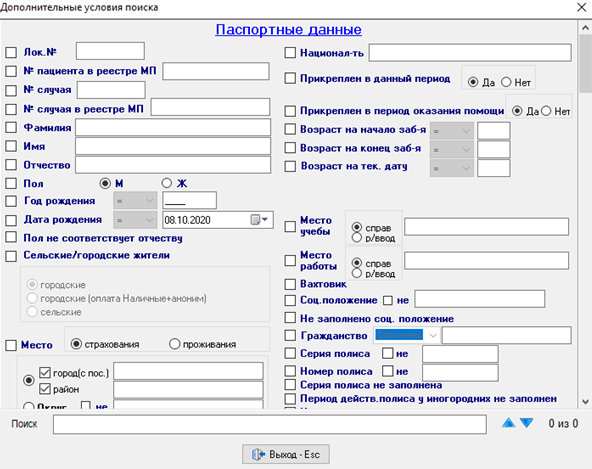 Дополнительные условия поиска
Паспортные данные
Лок.№
№ пациента в реестре МП
№ случая
№ случая в реестре МП
Фамилия
Имя
Отчество
Пол М Ж
Год рождения =
Дата рождения = 08.10.2020
Пол не соответствует отчеству
Сельские/городские жители
городские
городские (оплата Наличные+аноним)
сельские
Место страхования проживания
город(с пос.)
район
Национал-ть
Прикреплен в данный период Да Нет
Прикреплен в период оказания помощи Да Нет
Возраст на начало заб-я =
Возраст на конец заб-я =
Возраст на тек. дату =
Место учебы справ р/ввод
Место работы справ р/ввод
Вахтовик
Соц.положение не
Не заполнено соц. положение
Гражданство
Серия полиса не
Номер полиса не
Серия полиса не заполнена
Период действ.полиса у иногородних не заполнен
Поиск 0 из 0
Выход - Esc